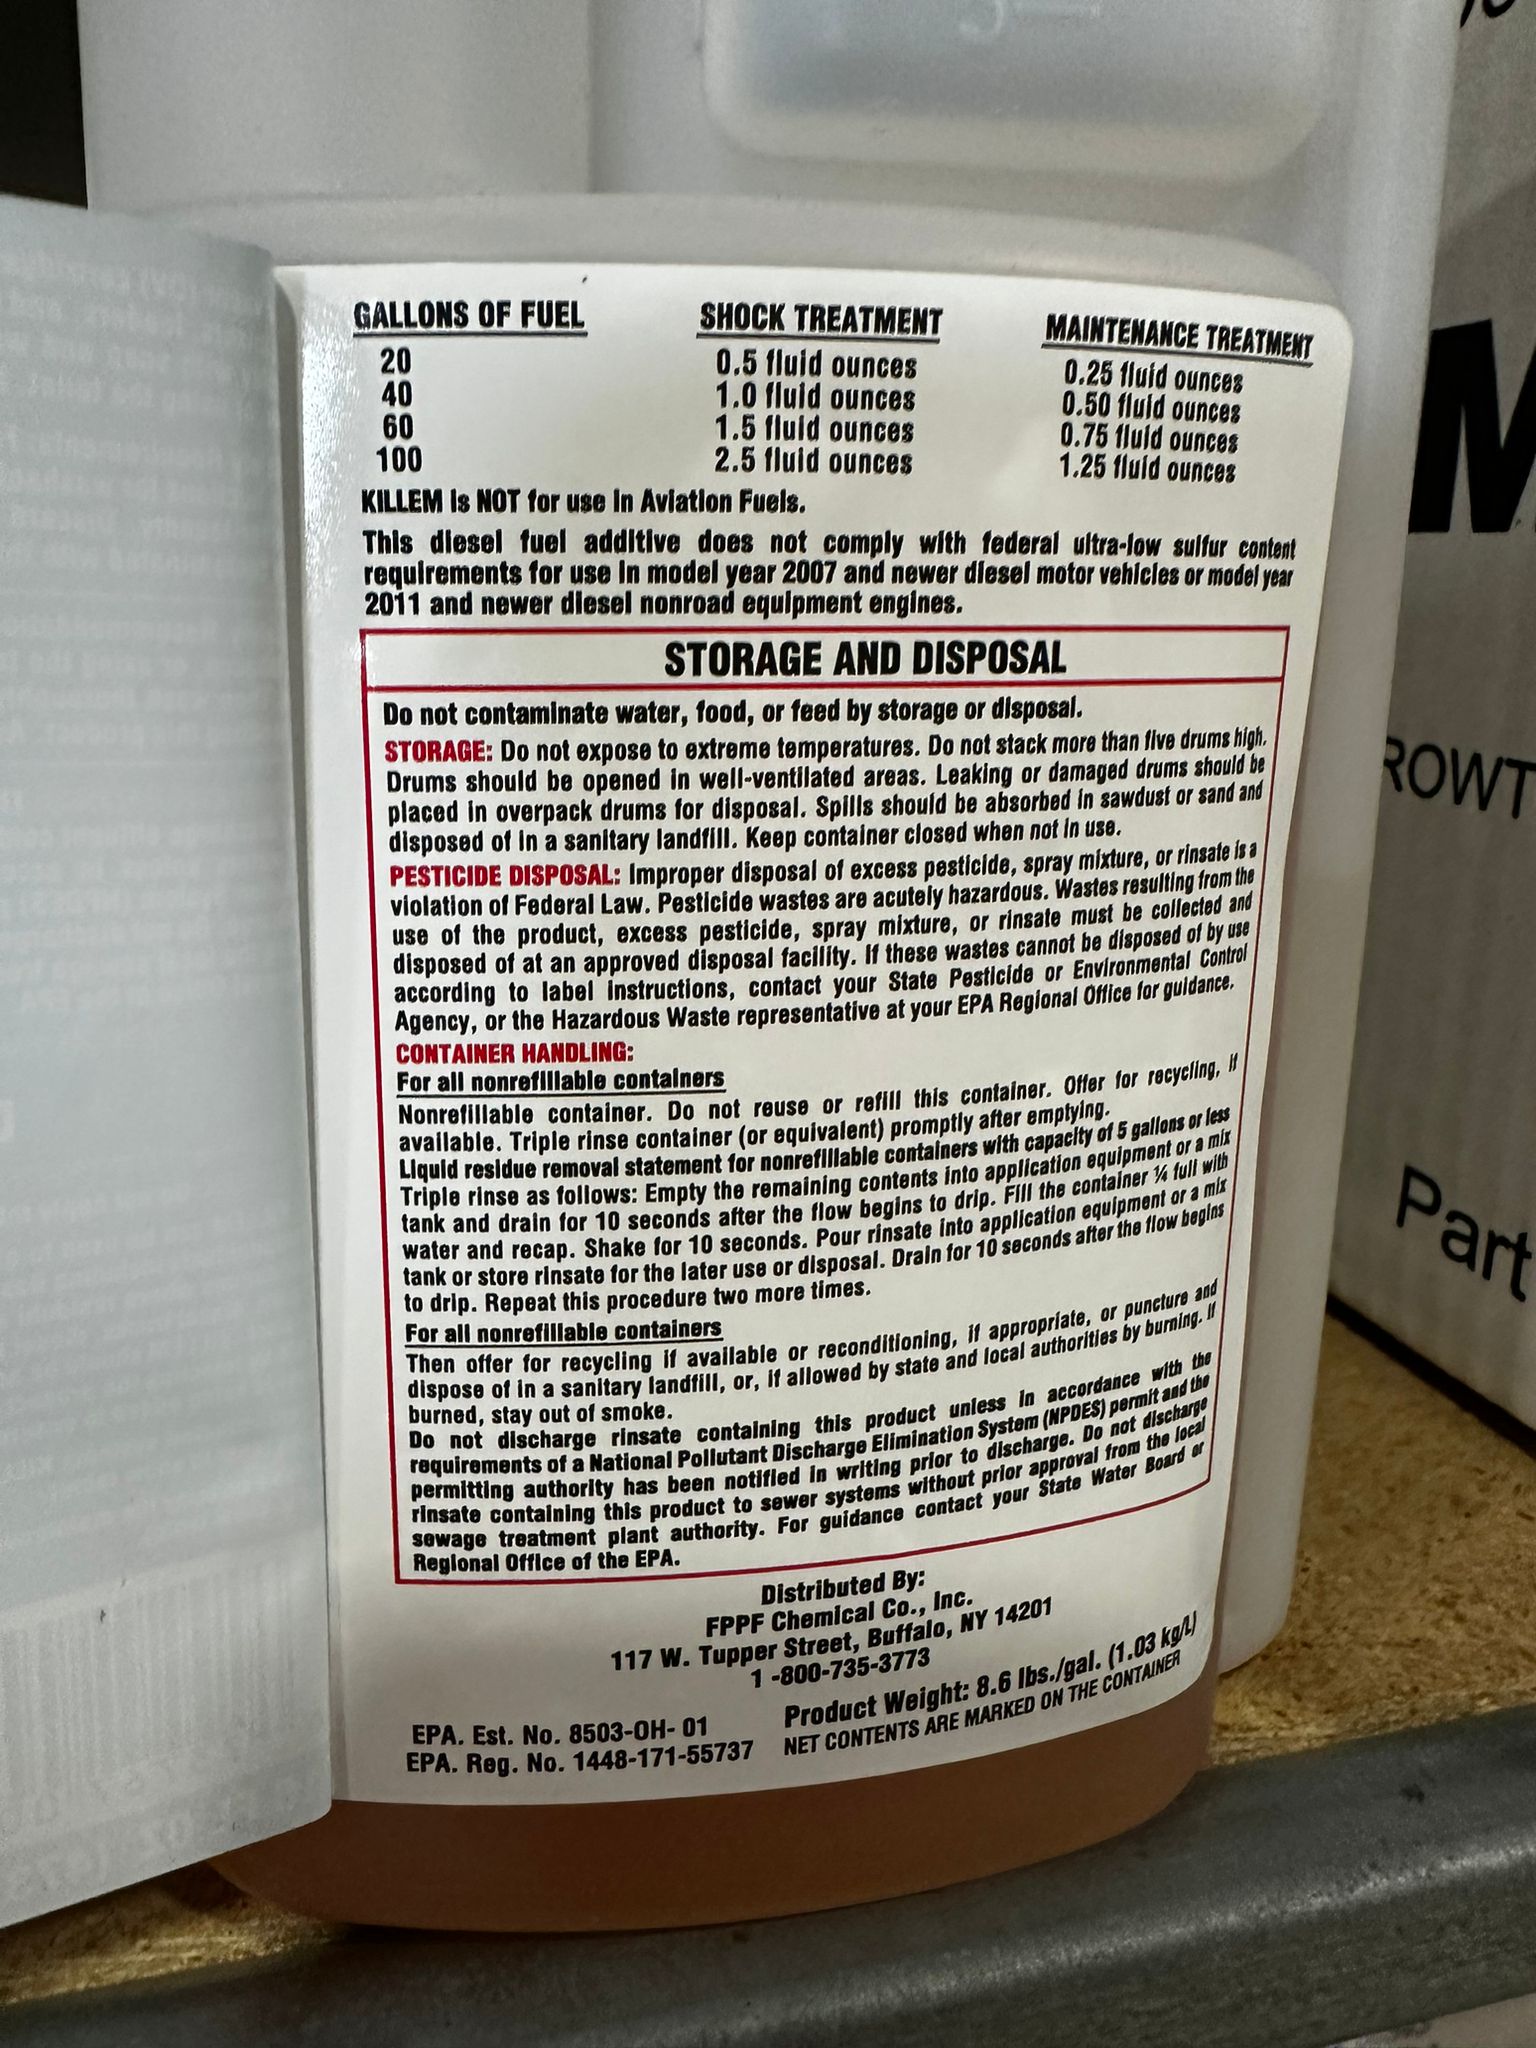 GALLONS OF FUEL SHOCK TREATMENT MAINTENANCE TREATMENT
20 0.5 fluid ounces 0.25 fluid ounces
40 1.0 fluid ounces 0.50 fluid ounces
60 1.5 fluid ounces 0.75 fluid ounces
100 2.5 fluid ounces 1.25 fluid ounces
KILLEM is NOT for use in Aviation Fuels.
This diesel fuel additive does not comply with federal ultra-low sulfur content
requirements for use in model year 2007 and newer diesel motor vehicles or model year
2011 and newer diesel nonroad equipment engines.
STORAGE AND DISPOSAL
Do not contaminate water, food, or feed by storage or disposal.
STORAGE: Do not expose to extreme temperatures. Do not stack more than five drums high.
Drums should be opened in well-ventilated areas. Leaking or damaged drums should be
placed in overpack drums for disposal. Spills should be absorbed in sawdust or sand and
disposed of in a sanitary landfill. Keep container closed when not in use.
PESTICIDE DISPOSAL: Improper disposal of excess pesticide, spray mixture, or rinsate is a
violation of Federal Law. Pesticide wastes are acutely hazardous. Wastes resulting from the
use of the product, excess pesticide, spray mixture, or rinsate must be collected and
disposed of at an approved disposal facility. If these wastes cannot be disposed of by use
according to label instructions, contact your State Pesticide or Environmental Control
Agency, or the Hazardous Waste representative at your EPA Regional Office for guidance.
CONTAINER HANDLING:
For all nonrefillable containers
Nonrefillable container. Do not reuse or refill this container. Offer for recycling, if
available. Triple rinse container (or equivalent) promptly after emptying.
Liquid residue removal statement for nonrefillable containers with capacity of 5 gallons or less
Triple rinse as follows: Empty the remaining contents into application equipment or a mix
tank and drain for 10 seconds after the flow begins to drip. Fill the container ¼ full with
water and recap. Shake for 10 seconds. Pour rinsate into application equipment or a mix
tank or store rinsate for the later use or disposal. Drain for 10 seconds after the flow begins
to drip. Repeat this procedure two more times.
For all nonrefillable containers
Then offer for recycling if available or reconditioning, if appropriate, or puncture and
dispose of in a sanitary landfill, or, if allowed by state and local authorities by burning. If
burned, stay out of smoke.
Do not discharge rinsate containing this product unless in accordance with the
requirements of a National Pollutant Discharge Elimination System (NPDES) permit and the
permitting authority has been notified in writing prior to discharge. Do not discharge
rinsate containing this product to sewer systems without prior approval from the local
sewage treatment plant authority. For guidance contact your State Water Board or
Regional Office of the EPA.
Distributed By:
FPPF Chemical Co., Inc.
117 W. Tupper Street, Buffalo, NY 14201
1 -800-735-3773
EPA. Est. No. 8503-OH- 01
EPA. Reg. No. 1448-171-55737
Product Weight: 8.6 lbs./gal. (1.03 kg/L)
NET CONTENTS ARE MARKED ON THE CONTAINER
M
ROWT
Part